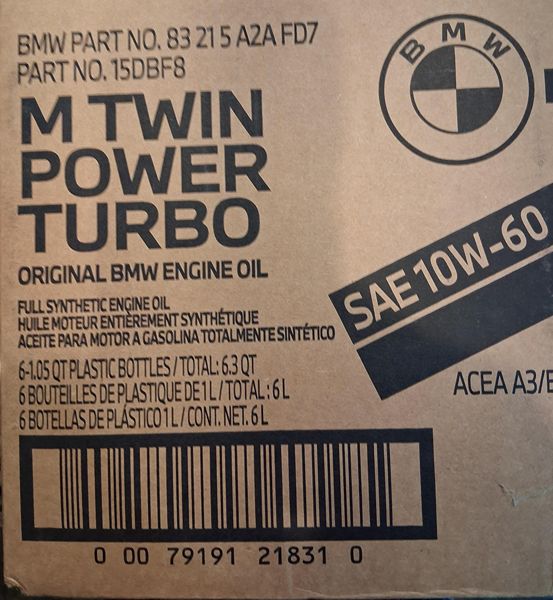 BMW PART NO. 83 21 5 A2A FD7
PART NO. 15DBF8
BMW
M TWIN
POWER
TURBO
ORIGINAL BMW ENGINE OIL
SAE 10W-60
FULL SYNTHETIC ENGINE OIL
HUILE MOTEUR ENTIÈREMENT SYNTHÉTIQUE
ACEITE PARA MOTOR A GASOLINA TOTALMENTE SINTÉTICO
6-1.05 QT PLASTIC BOTTLES / TOTAL: 6.3 QT
6 BOUTEILLES DE PLASTIQUE DE 1 L / TOTAL : 6 L
6 BOTELLAS DE PLÁSTICO 1 L / CONT. NET. 6 L
ACEA A3/
0 00 79191 21831 0